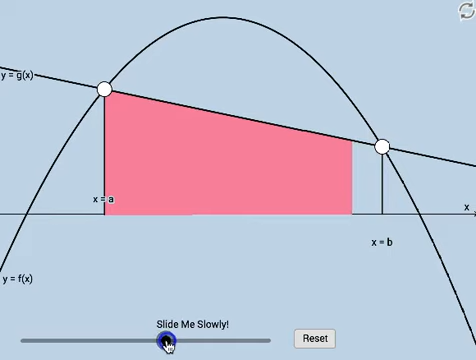 y = g(x)
x = a
x
x = b
y = f(x)
Slide Me Slowly!
Reset